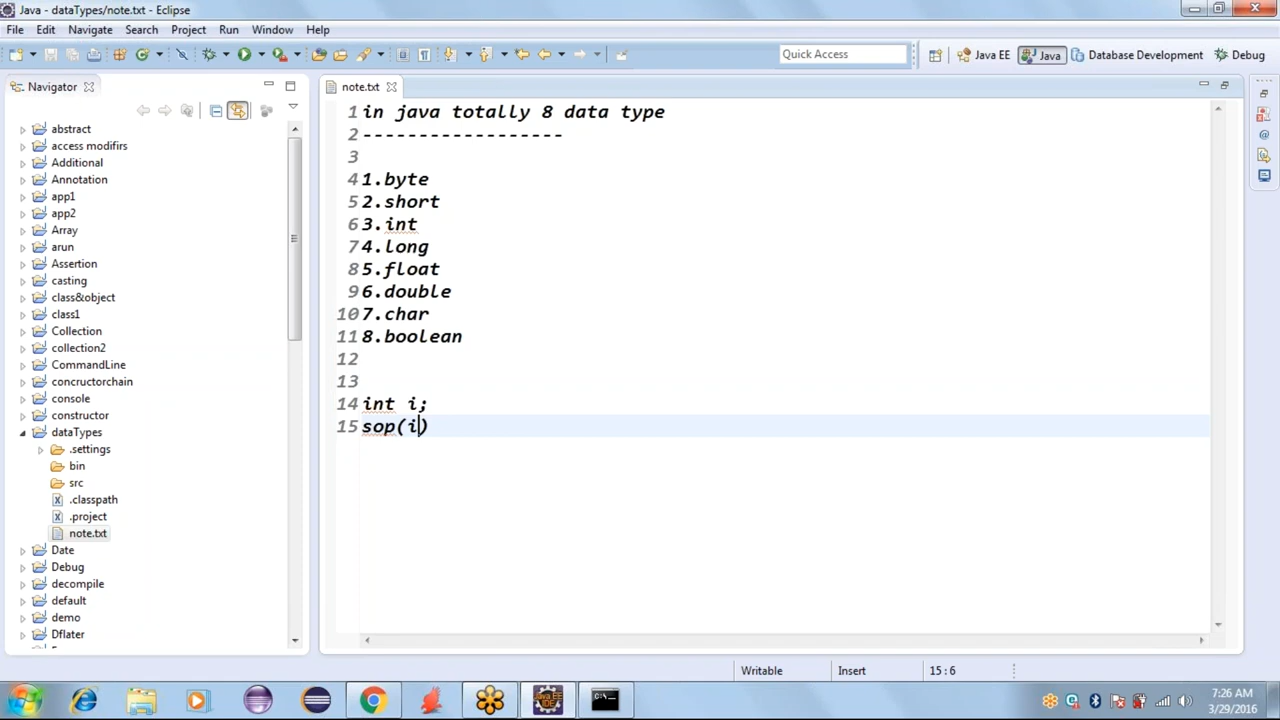 Java - dataTypes/note.txt - Eclipse
File Edit Navigate Search Project Run Window Help
Quick Access
Java EE
Java
Database Development
Debug
Navigator
note.txt
abstract
access modifirs
Additional
Annotation
app1
app2
Array
arun
Assertion
casting
class&object
class1
Collection
collection2
CommandLine
concructorchain
console
constructor
dataTypes
.settings
bin
src
.classpath
.project
note.txt
Date
Debug
decompile
default
demo
Dflater
1 in java totally 8 data type
2 ------------------
3
4 1.byte
5 2.short
6 3.int
7 4.long
8 5.float
9 6.double
10 7.char
11 8.boolean
12
13
14 int i;
15 sop(i)
Writable Insert 15 : 6
7:26 AM
3/29/2016